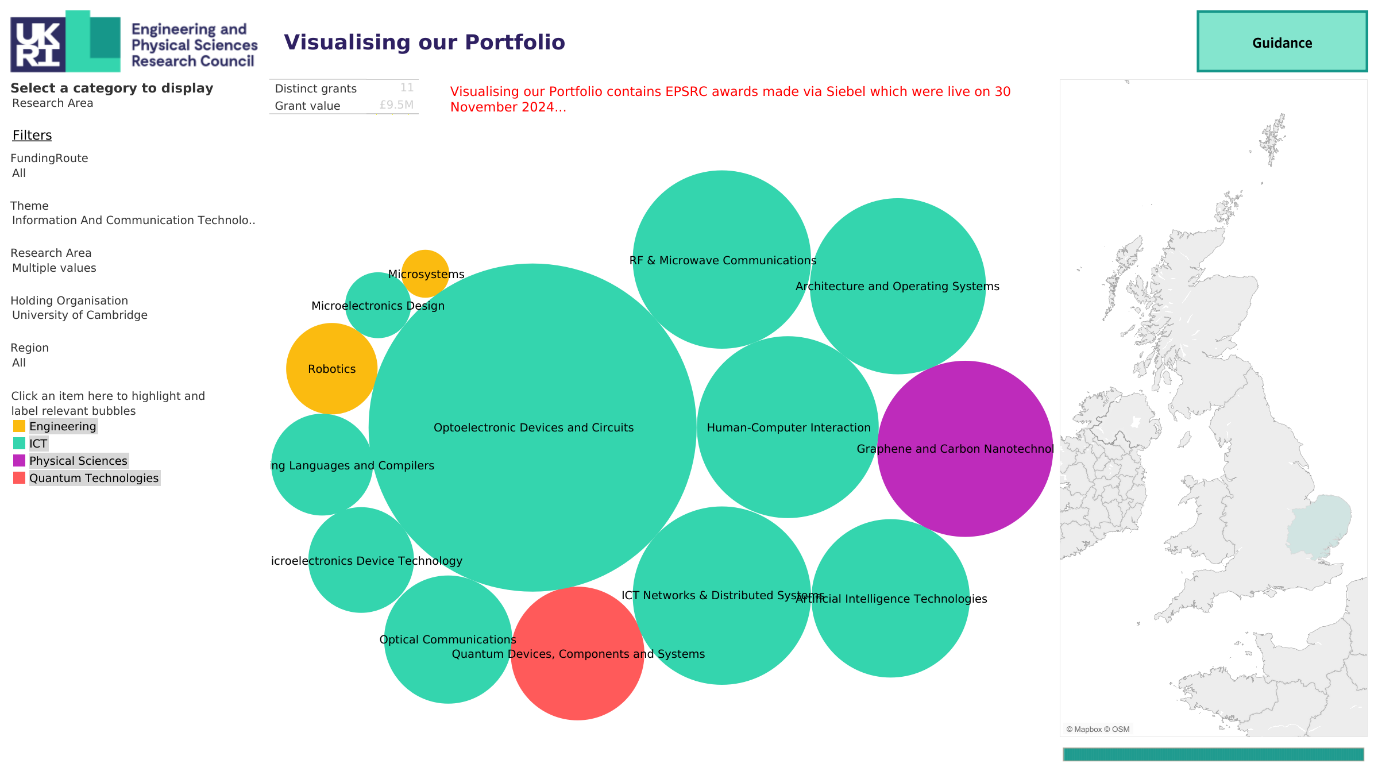 UK
RI
Engineering and
Physical Sciences
Research Council
Visualising our Portfolio
Guidance
Select a category to display
Research Area
Distinct grants 11
Grant value £9.5M
Visualising our Portfolio contains EPSRC awards made via Siebel which were live on 30
November 2024...
Filters
FundingRoute
All
Theme
Information And Communication Technolo..
Research Area
Multiple values
Holding Organisation
University of Cambridge
Region
All
Click an item here to highlight and
label relevant bubbles
Engineering
ICT
Physical Sciences
Quantum Technologies
RF & Microwave Communications
Microsystems
Architecture and Operating Systems
Microelectronics Design
Robotics
Optoelectronic Devices and Circuits
Human-Computer Interaction
Graphene and Carbon Nanotechnol
ng Languages and Compilers
icroelectronics Device Technology
ICT Networks & Distributed Systems
Artificial Intelligence Technologies
Optical Communications
Quantum Devices, Components and Systems
© Mapbox © OSM